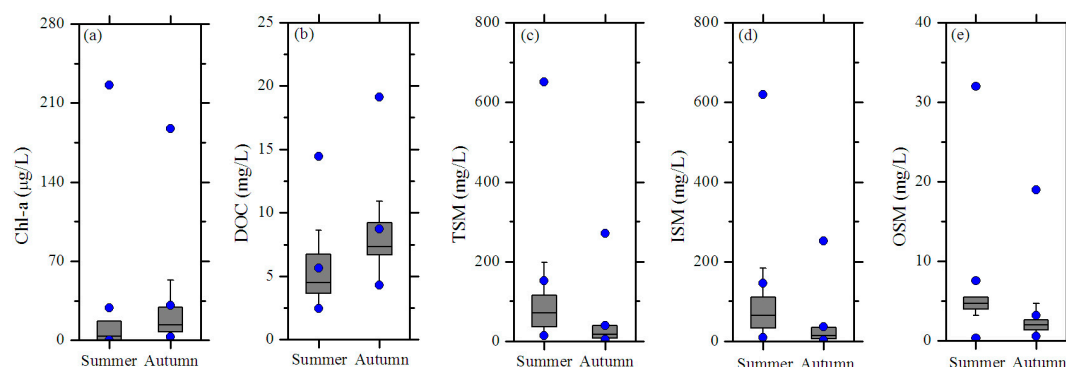 (a)
Chl-a (μg/L)
280
210
140
70
0
Summer Autumn
(b)
DOC (mg/L)
25
20
15
10
5
0
Summer Autumn
(c)
TSM (mg/L)
800
600
400
200
0
Summer Autumn
(d)
ISM (mg/L)
800
600
400
200
0
Summer Autumn
(e)
OSM (mg/L)
40
30
20
10
0
Summer Autumn